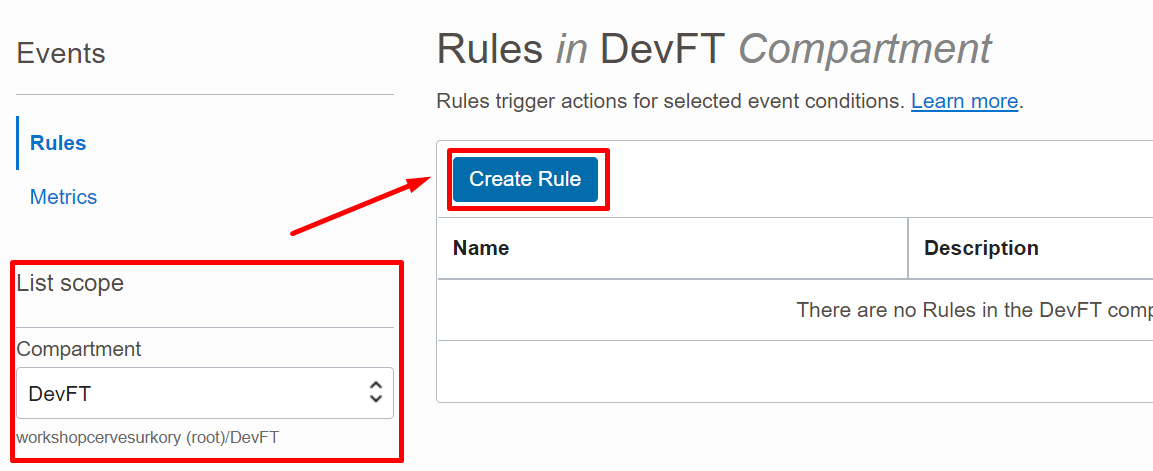 Events
Rules
Metrics
List scope
Compartment
DevFT
workshopcervesurkory (root)/DevFT
Rules in DevFT Compartment
Rules trigger actions for selected event conditions. Learn more.
Create Rule
Name Description
There are no Rules in the DevFT comp